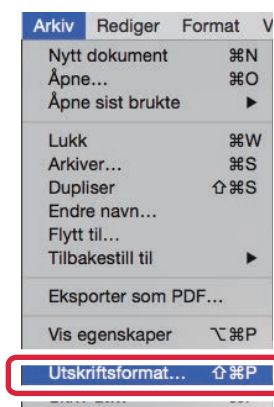 Arkiv Rediger Format V
Nytt dokument ⌘N
Åpne... ⌘O
Åpne sist brukte ▶
Lukk ⌘W
Arkiver... ⌘S
Dupliser ⇧⌘S
Endre navn...
Flytt til...
Tilbakestill til ▶
Eksporter som PDF...
Vis egenskaper ⌥⌘P
Utskriftsformat... ⇧⌘P